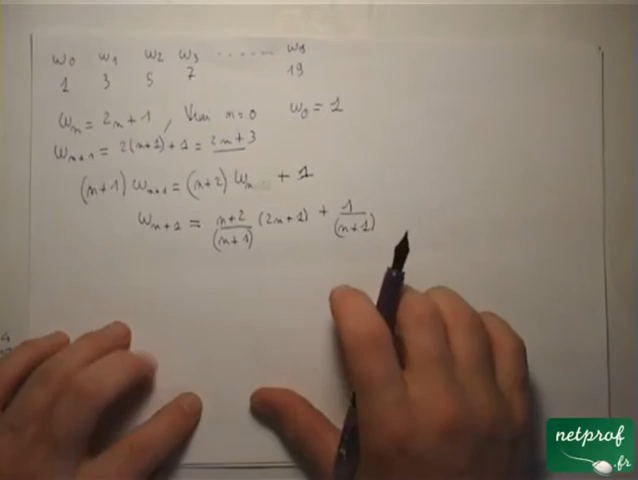 w₀ w₁ w₂ w₃ ....... w₉
1 3 5 7 19
wₙ = 2n + 1 / Vrai n = 0 w₀ = 1
wₙ₊₁ = 2(n+1) + 1 = 2n + 3
(n+1) wₙ₊₁ = (n+2) wₙ + 1
wₙ₊₁ = (n+2)/(n+1) (2n+1) + 1/(n+1)
netprof
.fr